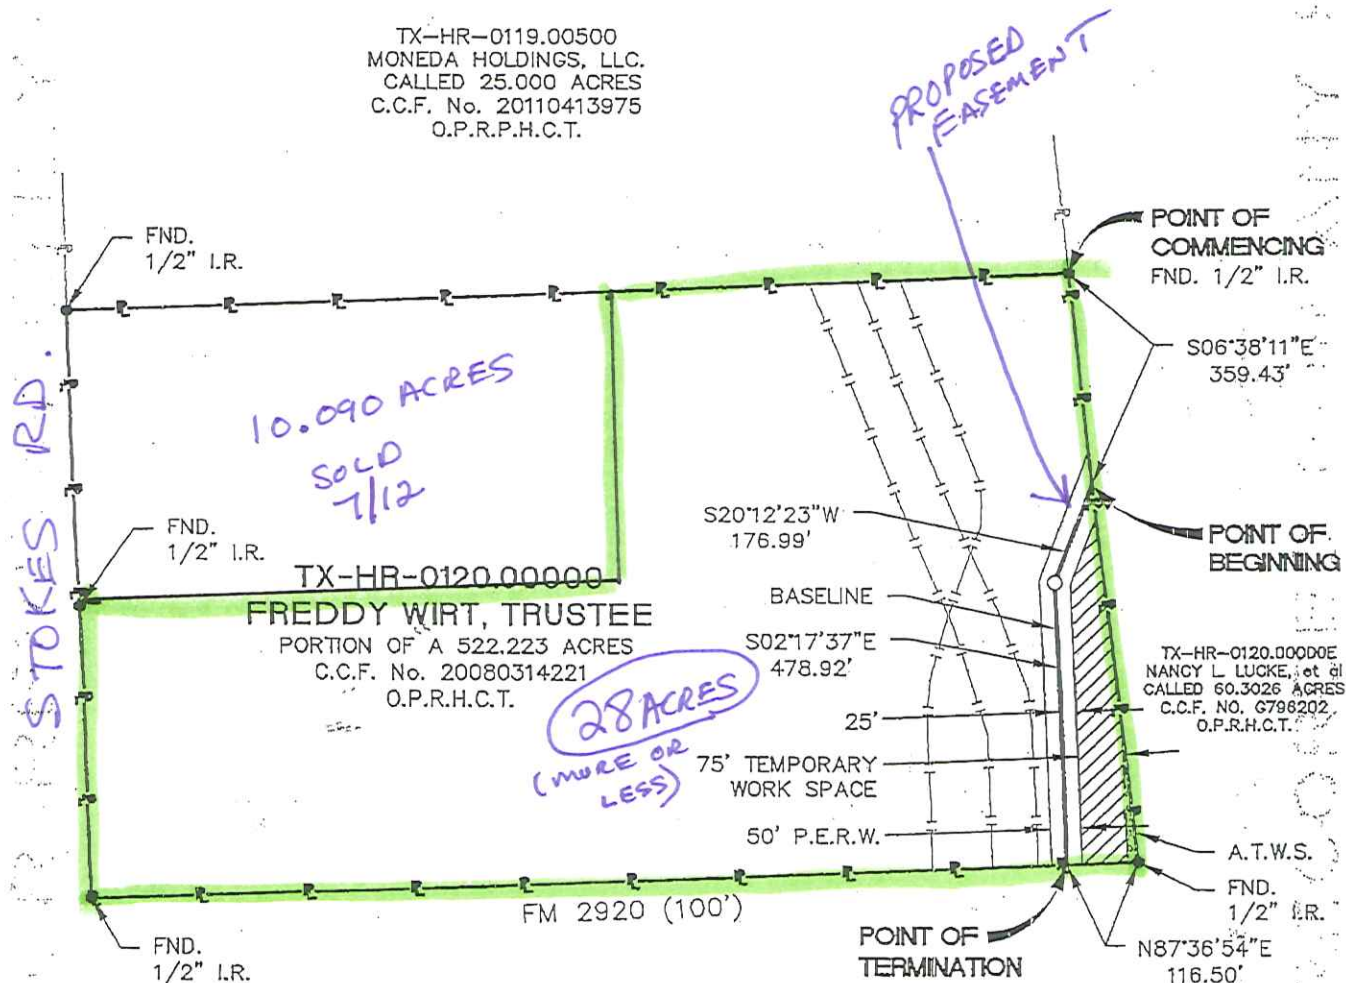 TX-HR-0119.00500
MONEDA HOLDINGS, LLC.
CALLED 25.000 ACRES
C.C.F. No. 20110413975
O.P.R.P.H.C.T.
PROPOSED
EASEMENT
FND.
1/2" I.R.
POINT OF
COMMENCING
FND. 1/2" I.R.
S06°38'11"E
359.43'
STOKES RD.
10.090 ACRES
SOLD
7/12
FND.
1/2" I.R.
S20°12'23"W
176.99'
POINT OF
BEGINNING
TX-HR-0120.00000
FREDDY WIRT, TRUSTEE
PORTION OF A 522.223 ACRES
C.C.F. No. 20080314221
O.P.R.H.C.T.
BASELINE
S02°17'37"E
478.92'
TX-HR-0120.00000E
NANCY L. LUCKE, et al
CALLED 60.3026 ACRES
C.C.F. NO. G796202
O.P.R.H.C.T.
28 ACRES
(MORE OR
LESS)
25'
75' TEMPORARY
WORK SPACE
50' P.E.R.W.
A.T.W.S.
FND.
1/2" I.R.
FM 2920 (100')
POINT OF
TERMINATION
N87°36'54"E
116.50'
FND.
1/2" I.R.